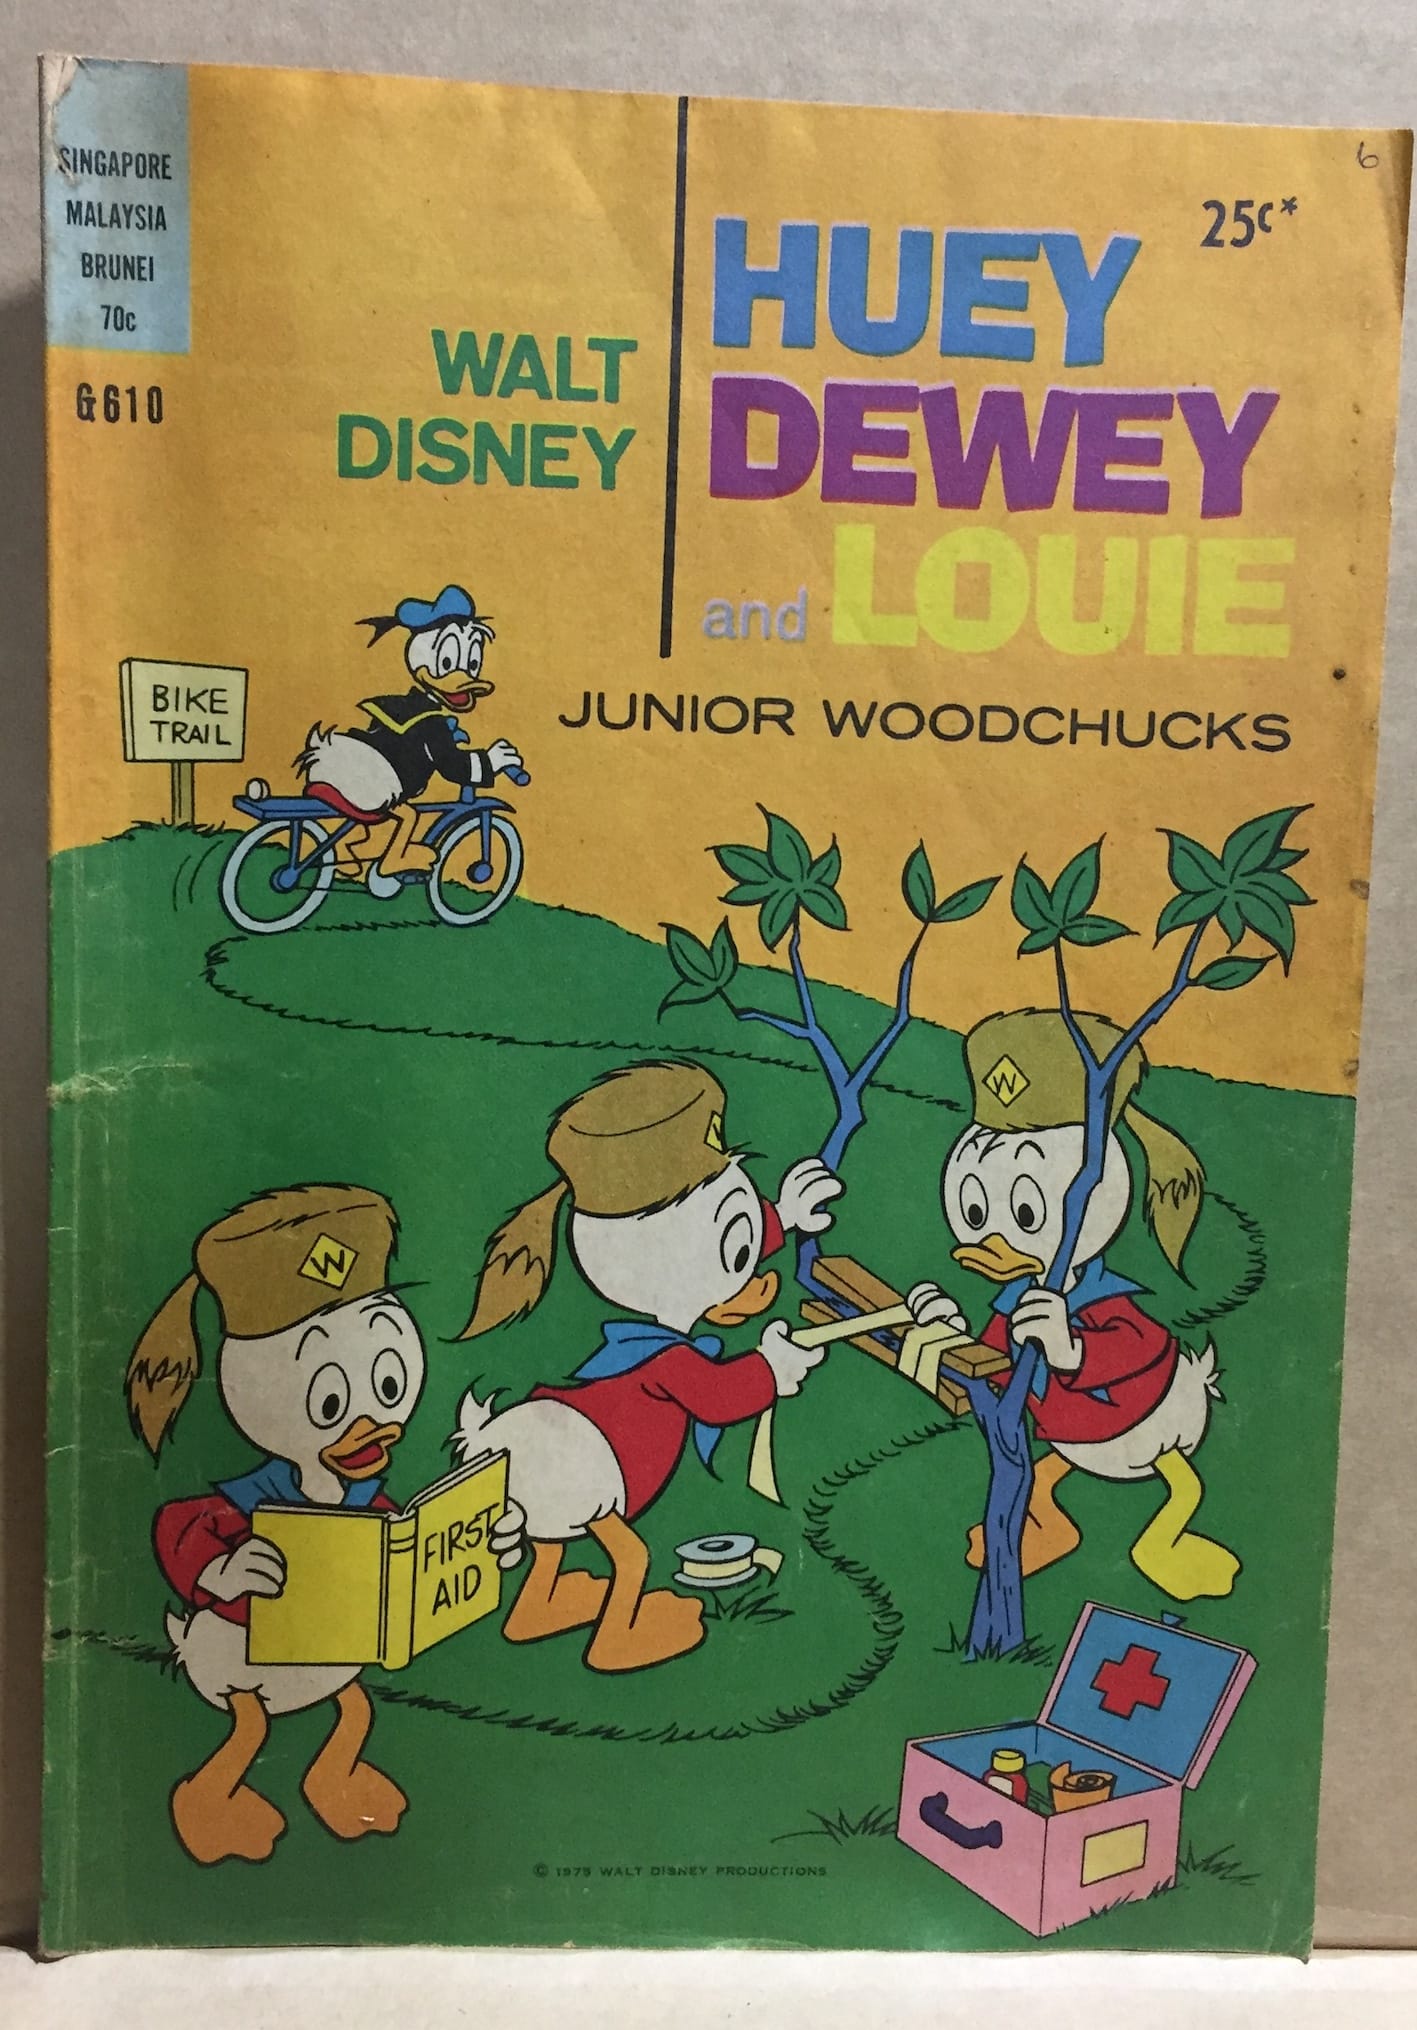 SINGAPORE
MALAYSIA
BRUNEI
70c
G610
6
25c*
WALT
DISNEY
HUEY
DEWEY
and LOUIE
JUNIOR WOODCHUCKS
BIKE
TRAIL
W
W
W
FIRST
AID
© 1975 WALT DISNEY PRODUCTIONS